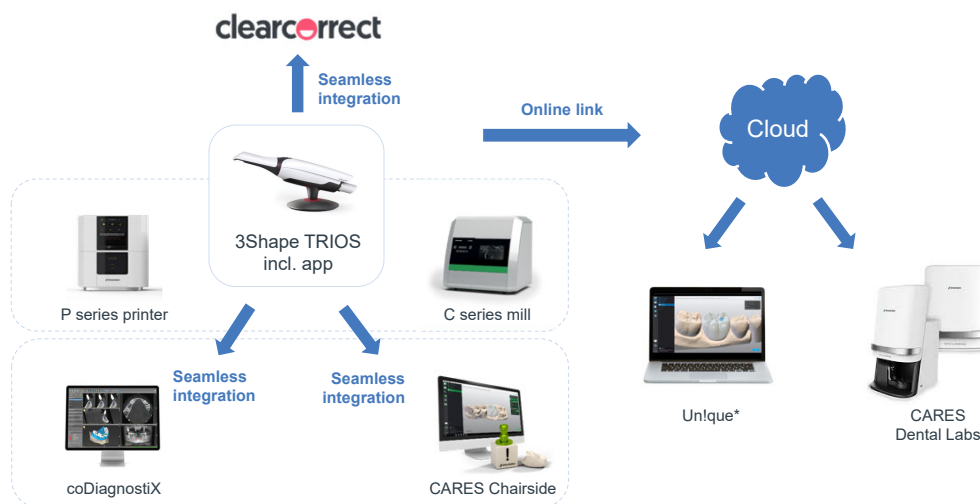 clearcorrect
Seamless
integration
Online link
Cloud
3Shape TRIOS
incl. app
P series printer
C series mill
Seamless
integration
Seamless
integration
Un!que*
CARES
Dental Labs
coDiagnostiX
!
CARES Chairside